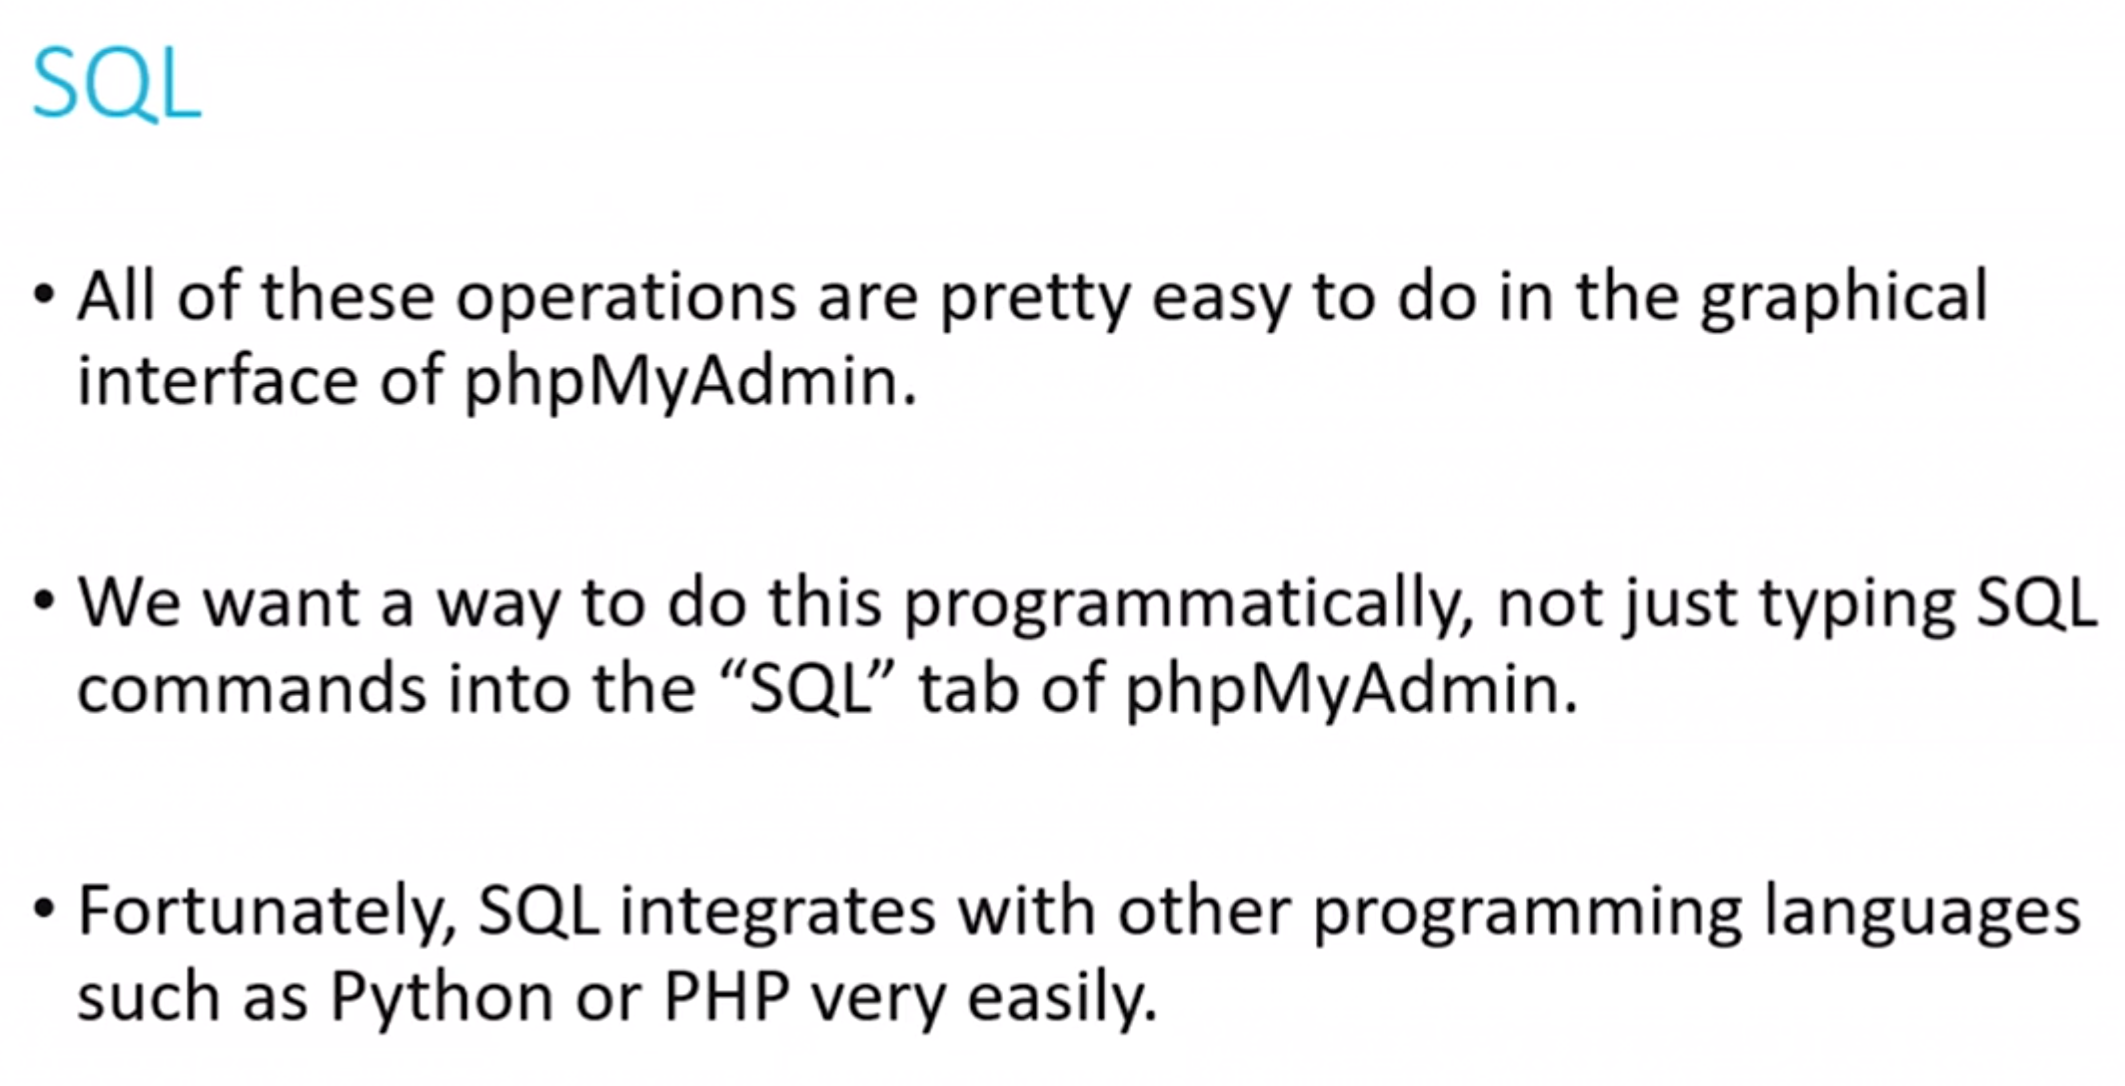 SQL
• All of these operations are pretty easy to do in the graphical
interface of phpMyAdmin.
• We want a way to do this programmatically, not just typing SQL
commands into the “SQL” tab of phpMyAdmin.
• Fortunately, SQL integrates with other programming languages
such as Python or PHP very easily.